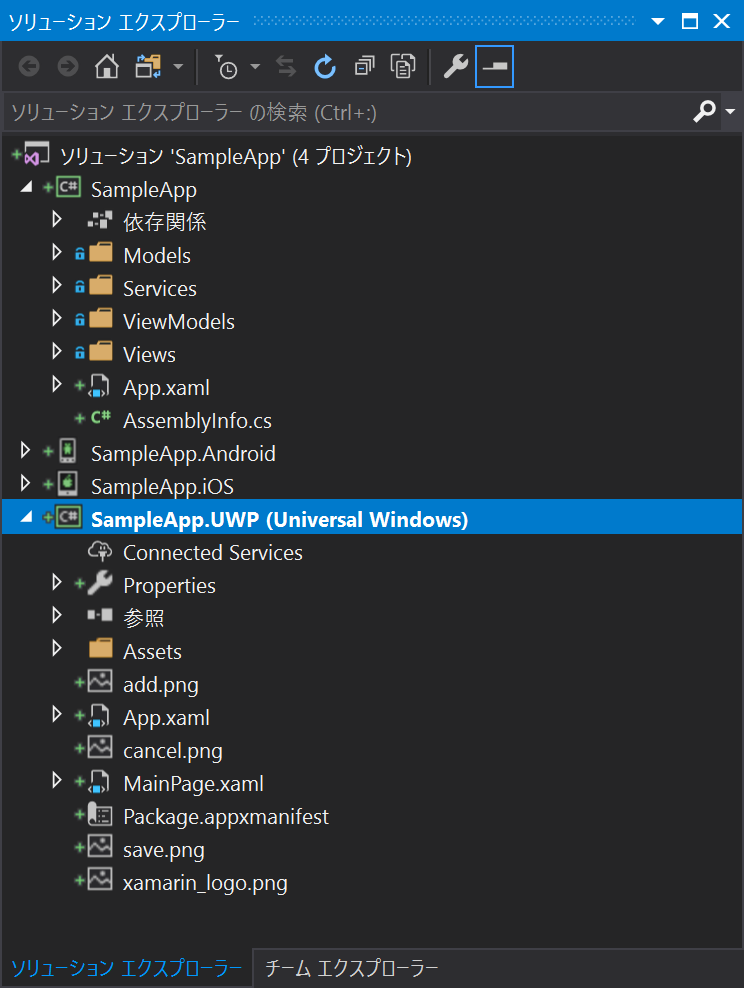 ソリューション エクスプローラー
ソリューション エクスプローラー の検索 (Ctrl+:)
ソリューション 'SampleApp' (4 プロジェクト)
C# SampleApp
依存関係
Models
Services
ViewModels
Views
App.xaml
C# AssemblyInfo.cs
SampleApp.Android
SampleApp.iOS
C# SampleApp.UWP (Universal Windows)
Connected Services
Properties
参照
Assets
add.png
App.xaml
cancel.png
MainPage.xaml
Package.appxmanifest
save.png
xamarin_logo.png
ソリューション エクスプローラー チーム エクスプローラー